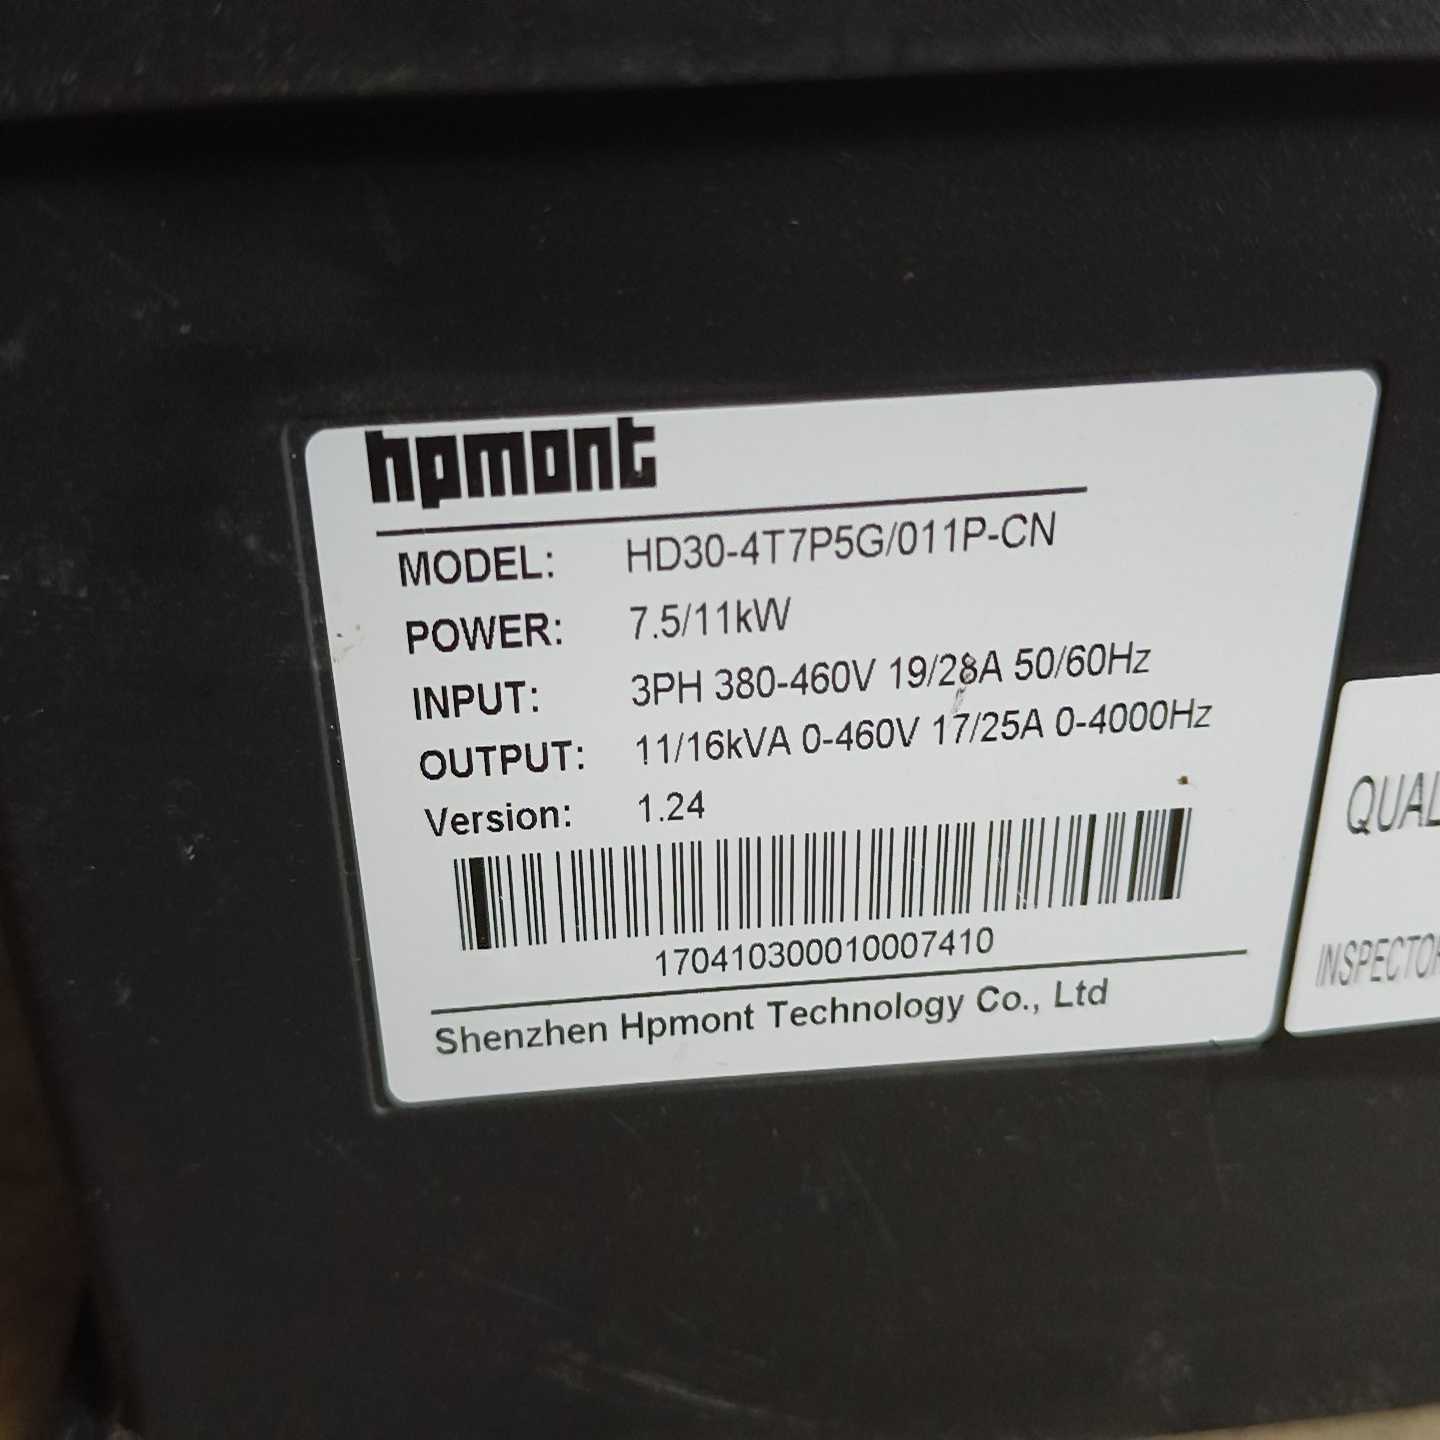 hpmont
MODEL: HD30-4T7P5G/011P-CN
POWER: 7.5/11kW
INPUT: 3PH 380-460V 19/28A 50/60Hz
OUTPUT: 11/16kVA 0-460V 17/25A 0-4000Hz
Version: 1.24
170410300010007410
Shenzhen Hpmont Technology Co., Ltd
QUAL
INSPECTOR